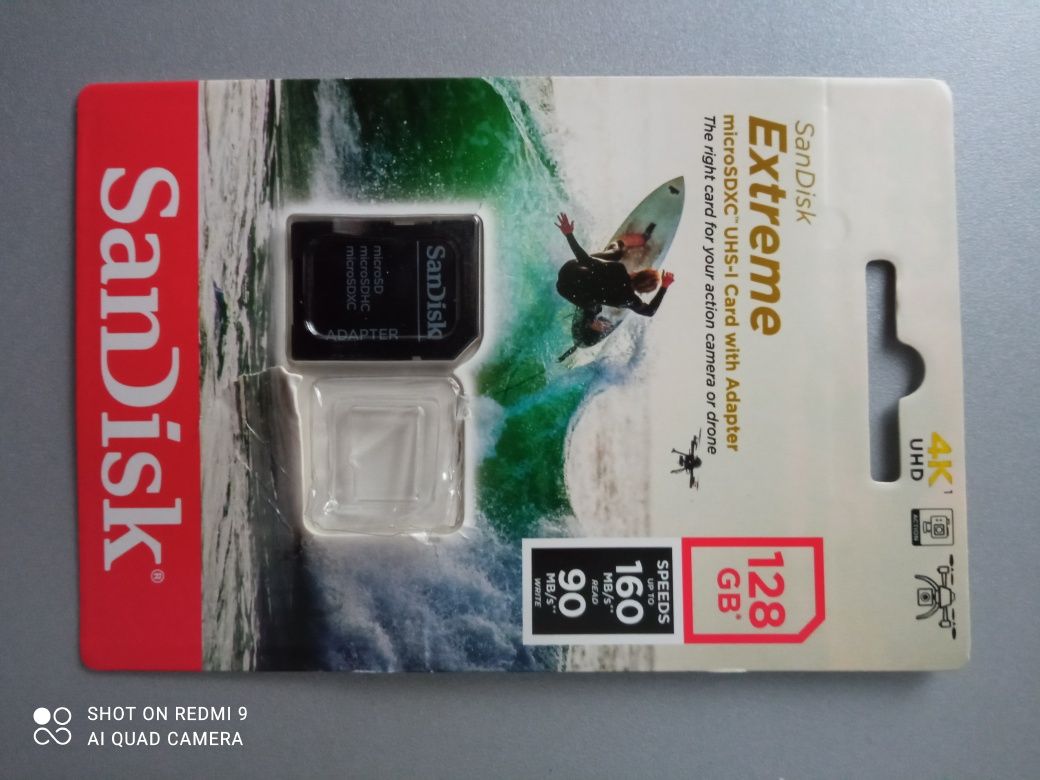 SanDisk
Extreme
microSDXC™ UHS-I Card with Adapter
The right card for your action camera or drone
4K¹
UHD
ACTION
128
GB*
SPEEDS
UP TO
160
MB/s**
READ
90
MB/s**
WRITE
SanDisk
microSD
microSDHC
microSDXC
ADAPTER
SanDisk®
SHOT ON REDMI 9
AI QUAD CAMERA